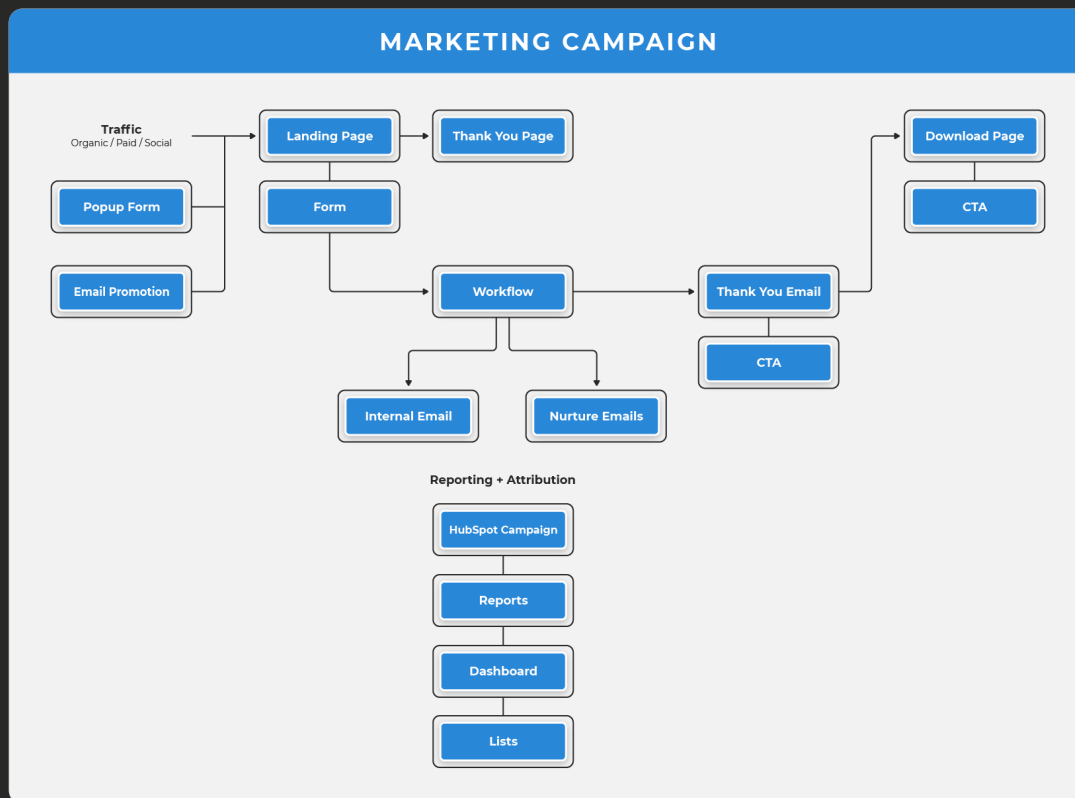 MARKETING CAMPAIGN
Traffic
Organic / Paid / Social
Landing Page
Thank You Page
Download Page
Popup Form
Form
CTA
Email Promotion
Workflow
Thank You Email
CTA
Internal Email
Nurture Emails
Reporting + Attribution
HubSpot Campaign
Reports
Dashboard
Lists